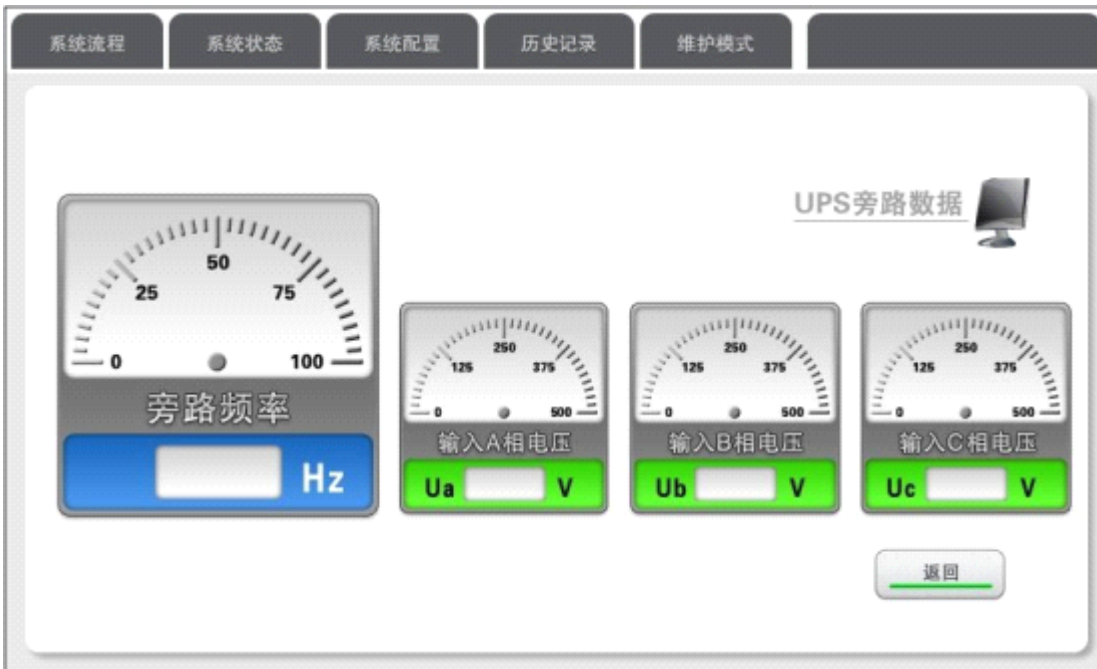 系统流程
系统状态
系统配置
历史记录
维护模式
UPS旁路数据
0
25
50
75
100
旁路频率
Hz
0
125
250
375
500
输入A相电压
Ua V
0
125
250
375
500
输入B相电压
Ub V
0
125
250
375
500
输入C相电压
Uc V
返回